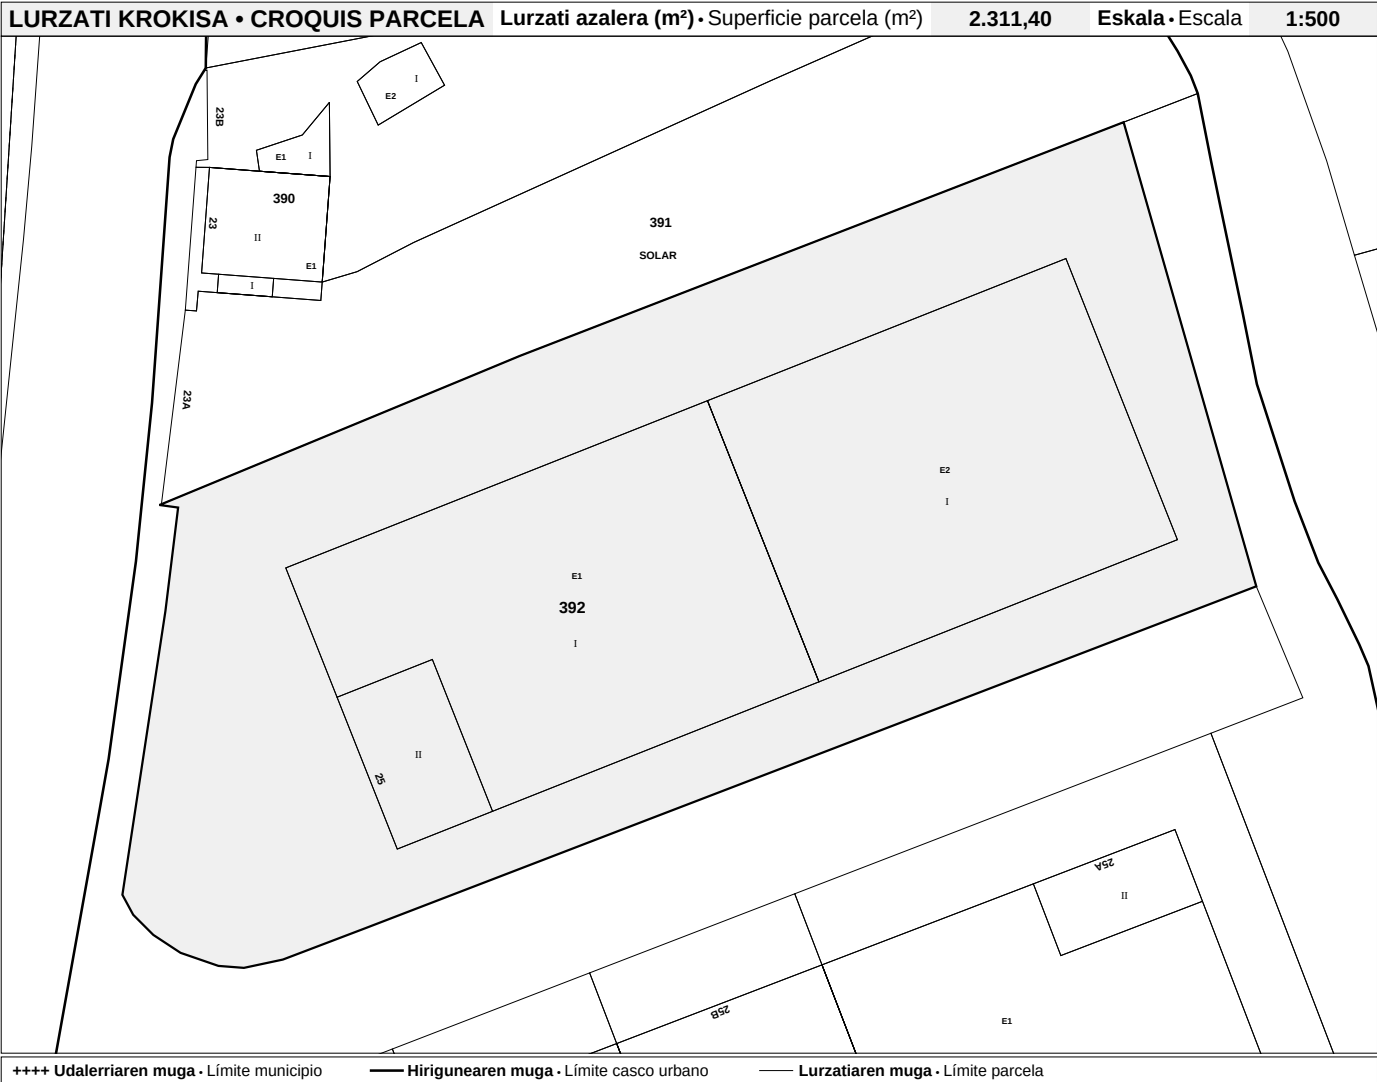 LURZATI KROKISA • CROQUIS PARCELA Lurzati azalera (m²) • Superficie parcela (m²) 2.311,40 Eskala • Escala 1:500
I
E2
23B
E1 I
390
23
II
E1
I
391
SOLAR
23A
E2
I
E1
392
I
II
25
25A
II
25B
E1
++++ Udalerriaren muga • Límite municipio Hirigunearen muga • Límite casco urbano Lurzatiaren muga • Límite parcela